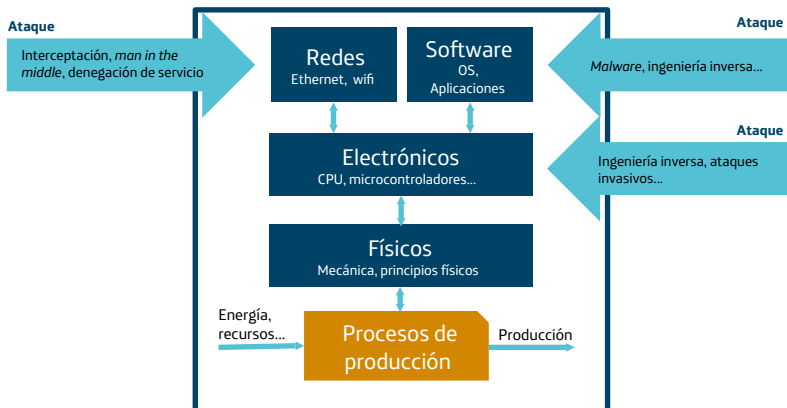 Ataque
Interceptación, man in the
middle, denegación de servicio
Redes
Ethernet, wifi
Software
OS,
Aplicaciones
Ataque
Malware, ingeniería inversa...
Electrónicos
CPU, microcontroladores...
Ataque
Ingeniería inversa, ataques
invasivos...
Físicos
Mecánica, principios físicos
Energía,
recursos...
Procesos de
producción
Producción